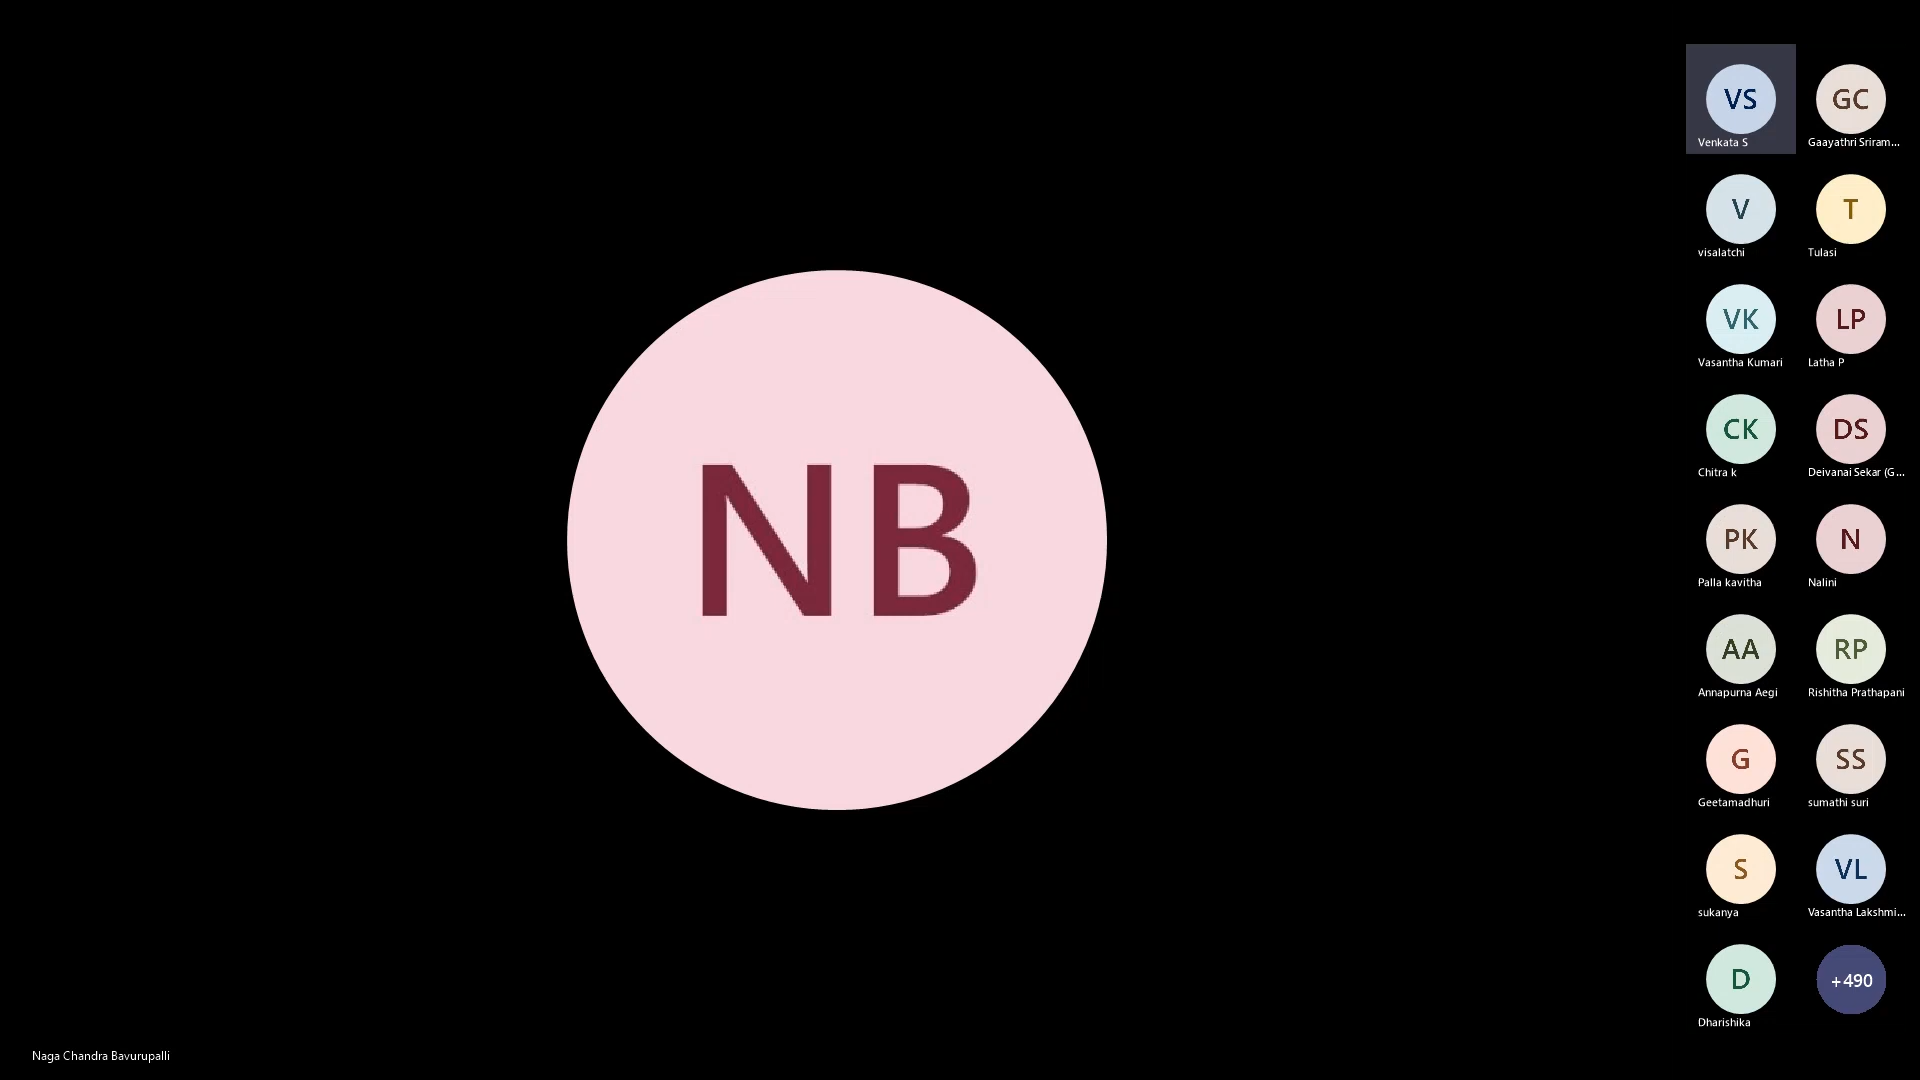 VS
Venkata S
GC
Gaayathri Sriram...
V
visalatchi
T
Tulasi
VK
Vasantha Kumari
LP
Latha P
CK
Chitra k
DS
Deivanai Sekar (G...
PK
Palla kavitha
N
Nalini
NB
AA
Annapurna Aegi
RP
Rishitha Prathapani
G
Geetamadhuri
SS
sumathi suri
S
sukanya
VL
Vasantha Lakshmi...
D
Dharishika
+490
Naga Chandra Bavurupalli